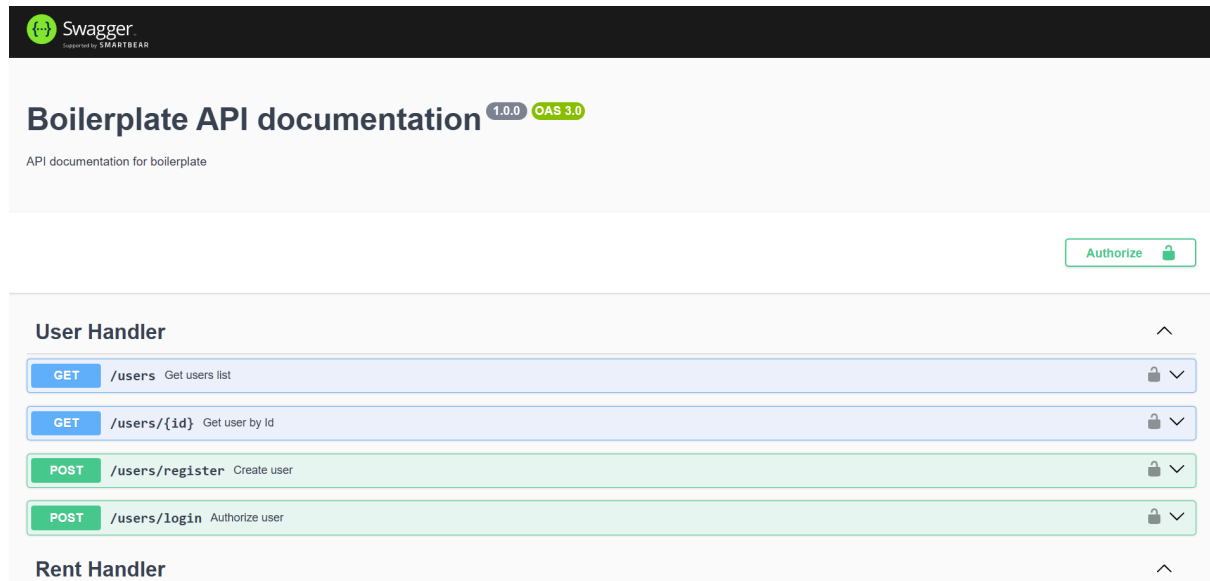 Swagger.
Supported by SMARTBEAR
Boilerplate API documentation 1.0.0 OAS 3.0
API documentation for boilerplate
Authorize
User Handler
GET /users Get users list
GET /users/{id} Get user by Id
POST /users/register Create user
POST /users/login Authorize user
Rent Handler